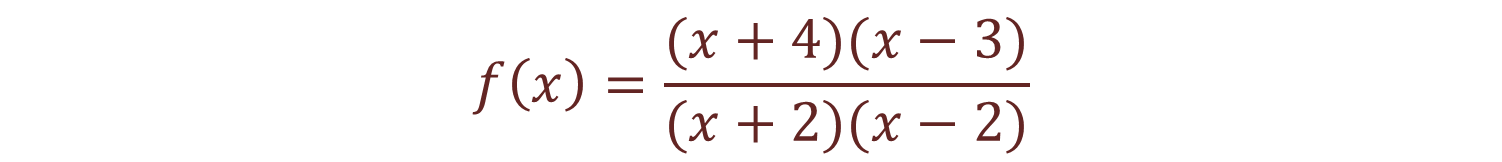 f(x) = (x + 4)(x − 3) / (x + 2)(x − 2)